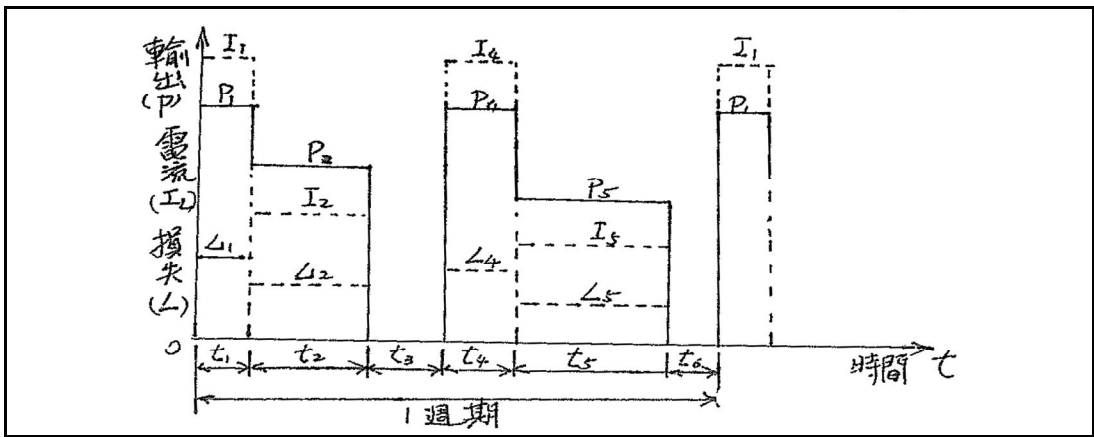 輸出
(P)
電流
(I_L)
損失
(L)
I₁
P₁
L₁
P₂
I₂
L₂
I₄
P₄
L₄
P₅
I₅
L₅
I₁
P₁
0
t₁
t₂
t₃
t₄
t₅
t₆
時間 t
1週期